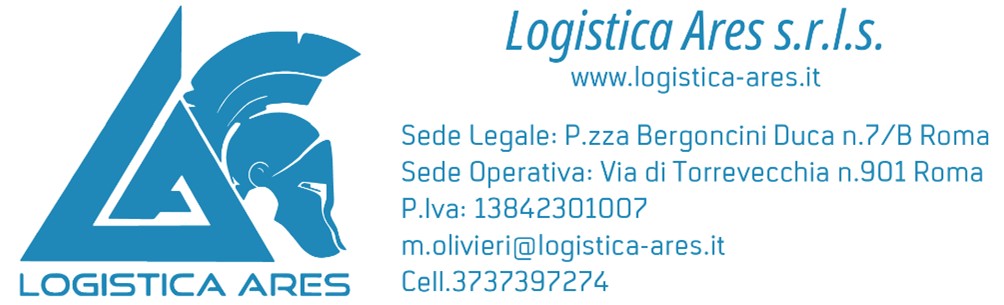 Logistica Ares s.r.l.s.
www.logistica-ares.it
Sede Legale: P.zza Bergoncini Duca n.7/B Roma
Sede Operativa: Via di Torrevecchia n.901 Roma
P.Iva: 13842301007
m.olivieri@logistica-ares.it
Cell.3737397274
LOGISTICA ARES